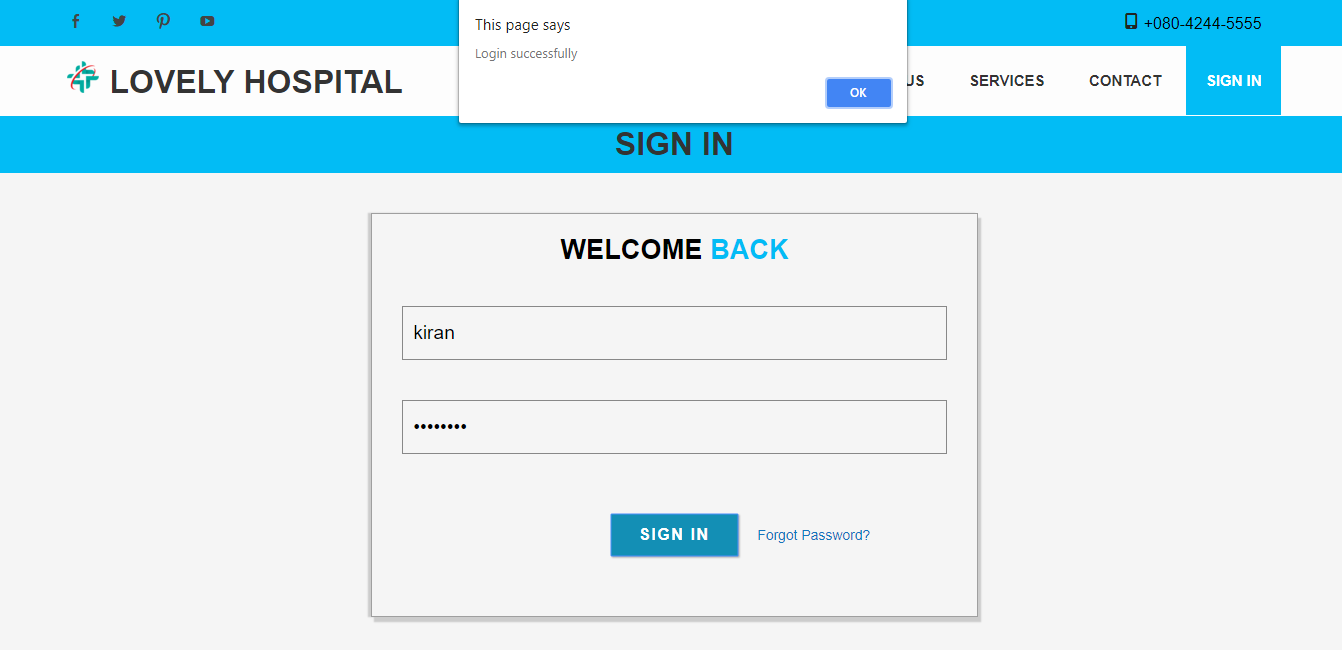 +080-4244-5555
This page says
Login successfully
OK
LOVELY HOSPITAL
US SERVICES CONTACT SIGN IN
SIGN IN
WELCOME BACK
kiran
••••••••
SIGN IN Forgot Password?